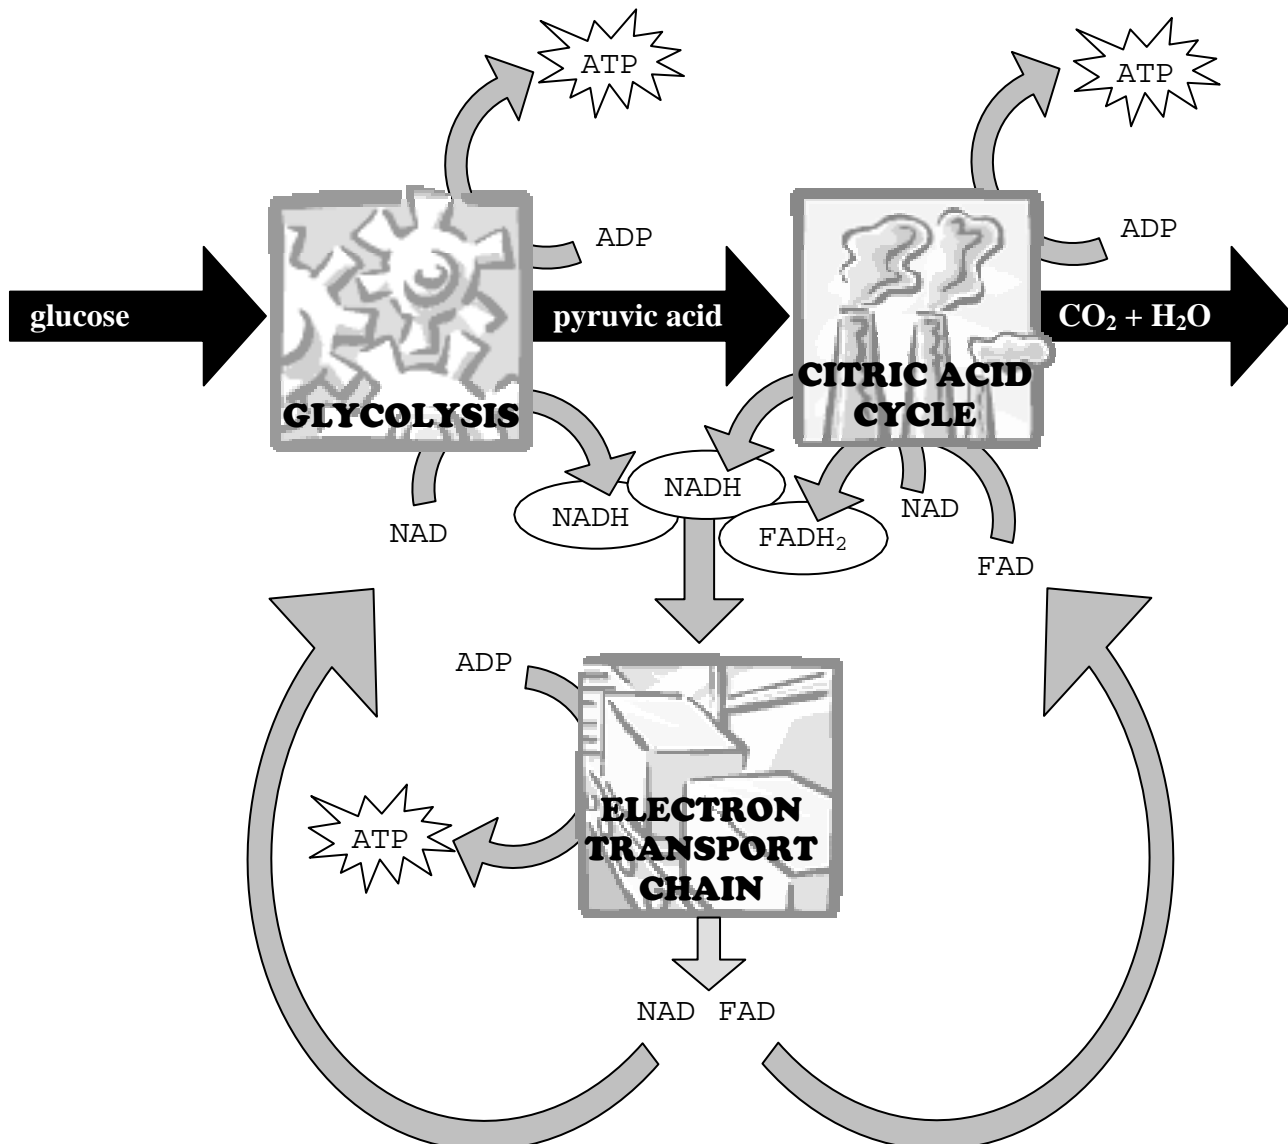 ATP
ATP
ADP
ADP
glucose
pyruvic acid
CO₂ + H₂O
GLYCOLYSIS
CITRIC ACID
CYCLE
NADH
NADH
NAD
NAD
FADH₂
FAD
ADP
ATP
ELECTRON
TRANSPORT
CHAIN
NAD FAD